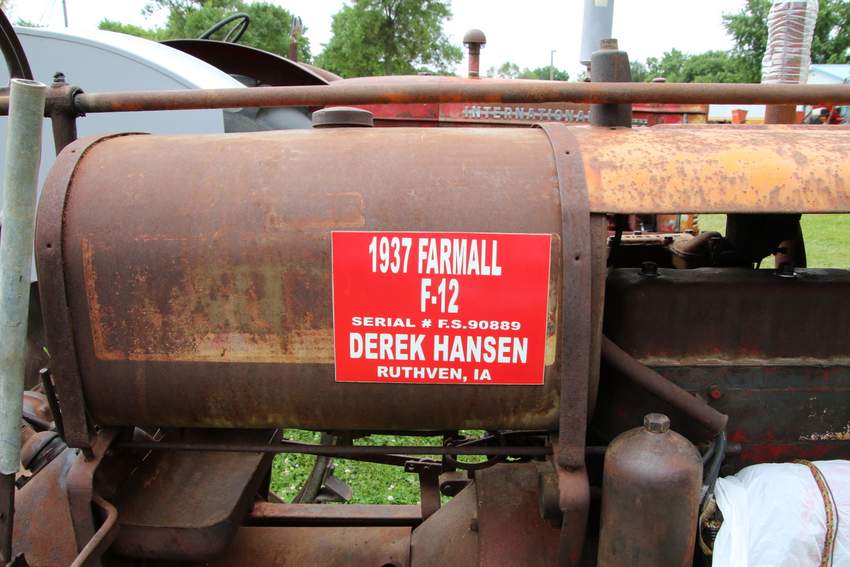 INTERNATIONAL
1937 FARMALL
F-12
SERIAL # F.S.90889
DEREK HANSEN
RUTHVEN, IA